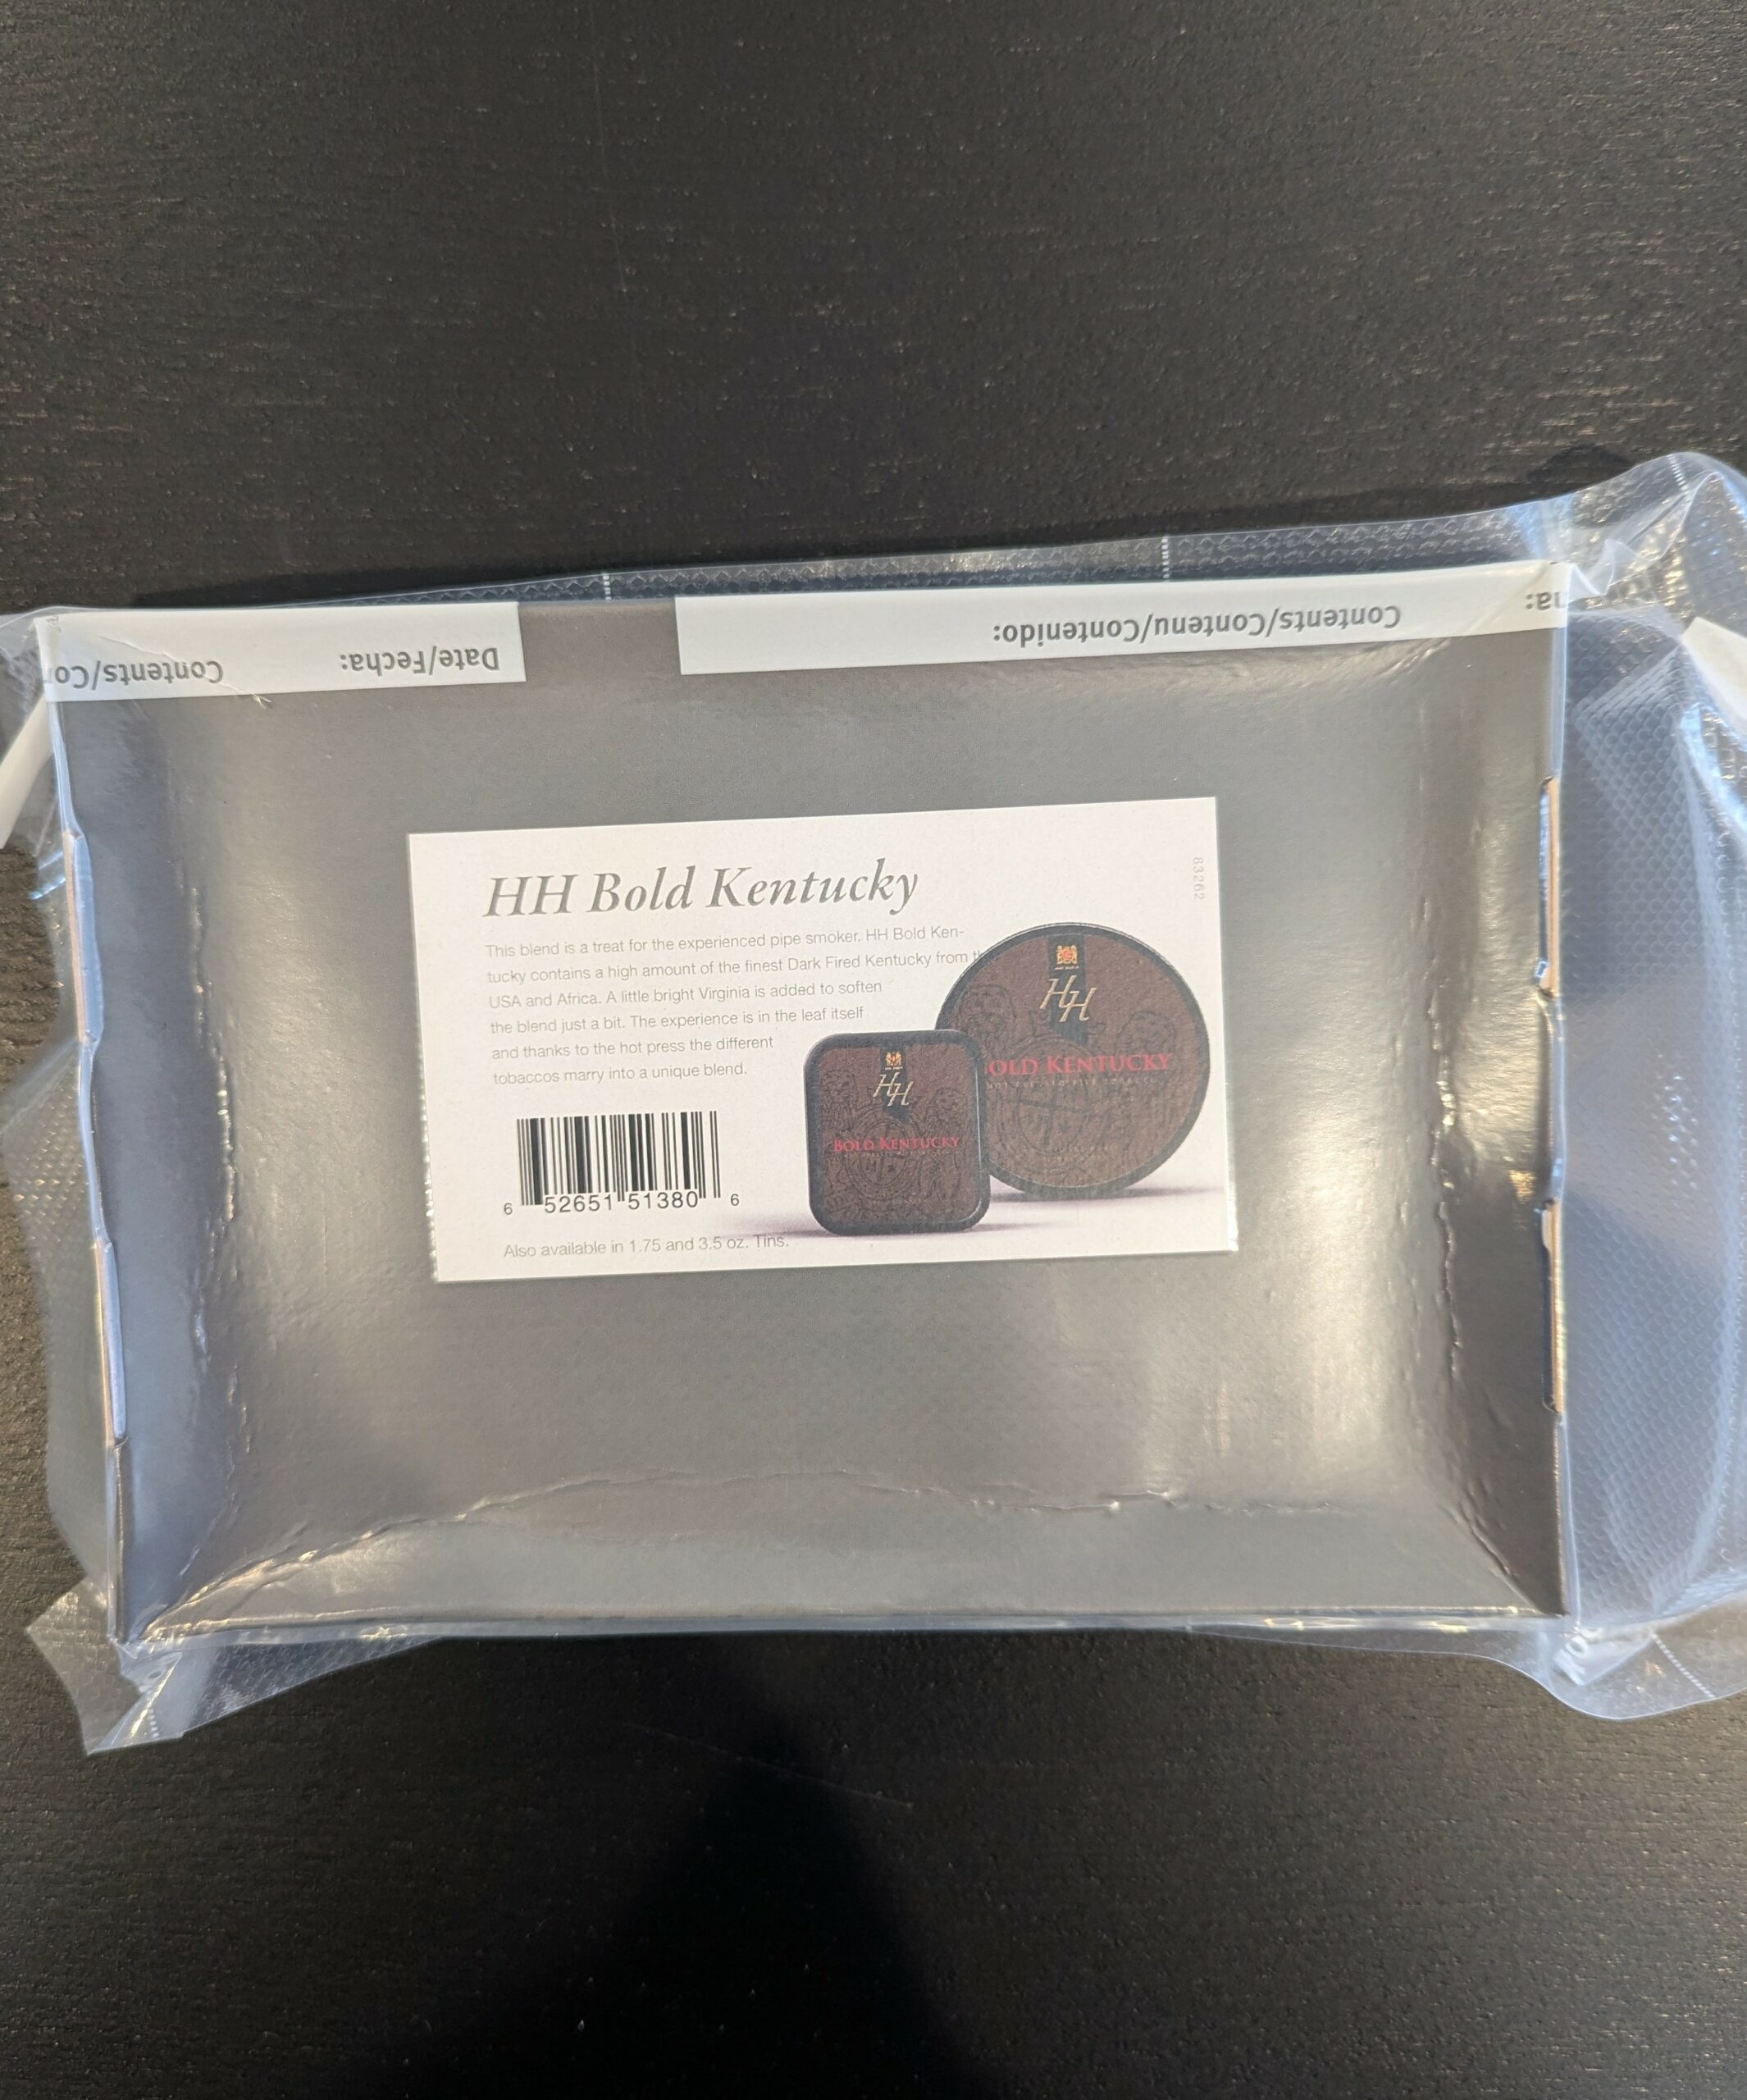 Contents/Co
Date/Fecha:
Contents/Contenu/Contenido:
HH Bold Kentucky
83262
This blend is a treat for the experienced pipe smoker. HH Bold Ken-
tucky contains a high amount of the finest Dark Fired Kentucky from
USA and Africa. A little bright Virginia is added to soften
the blend just a bit. The experience is in the leaf itself
and thanks to the hot press the different
tobaccos marry into a unique blend.
HH
OLD KENTUCKY
HH
BOLD KENTUCKY
6 52651 51380 6
Also available in 1.75 and 3.5 oz. Tins.